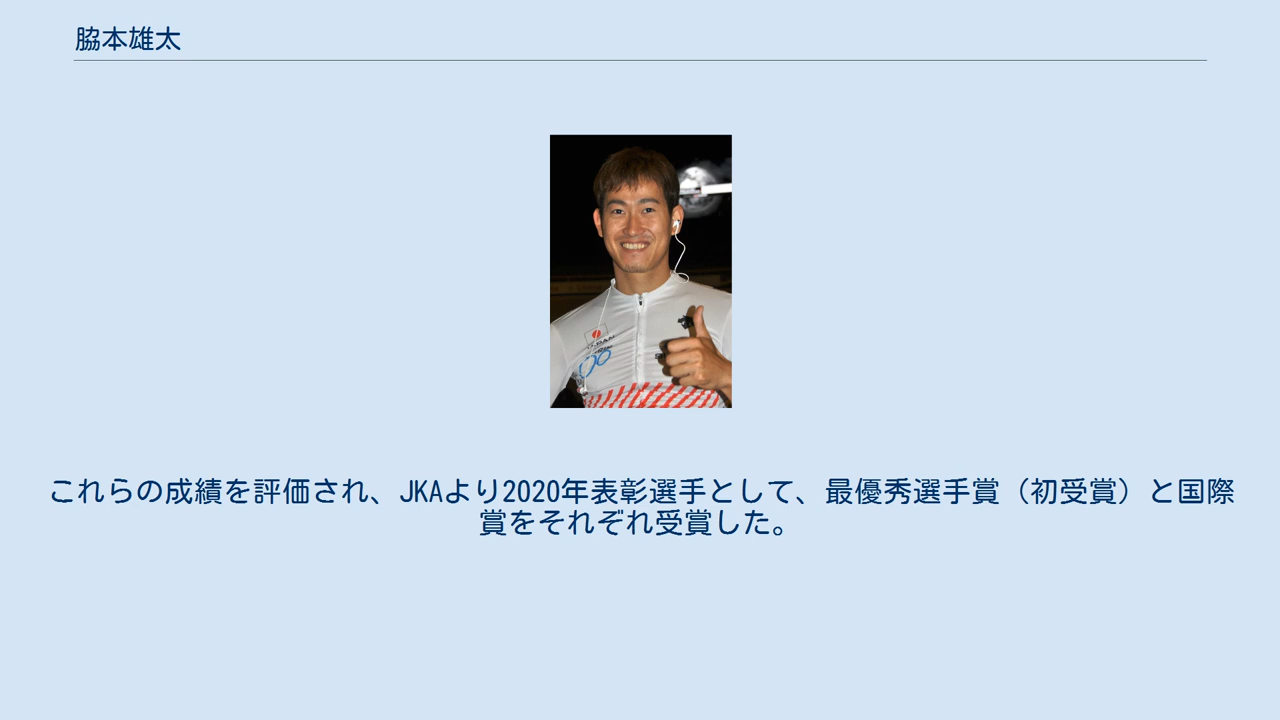 脇本雄太
これらの成績を評価され、JKAより2020年表彰選手として、最優秀選手賞（初受賞）と国際
賞をそれぞれ受賞した。